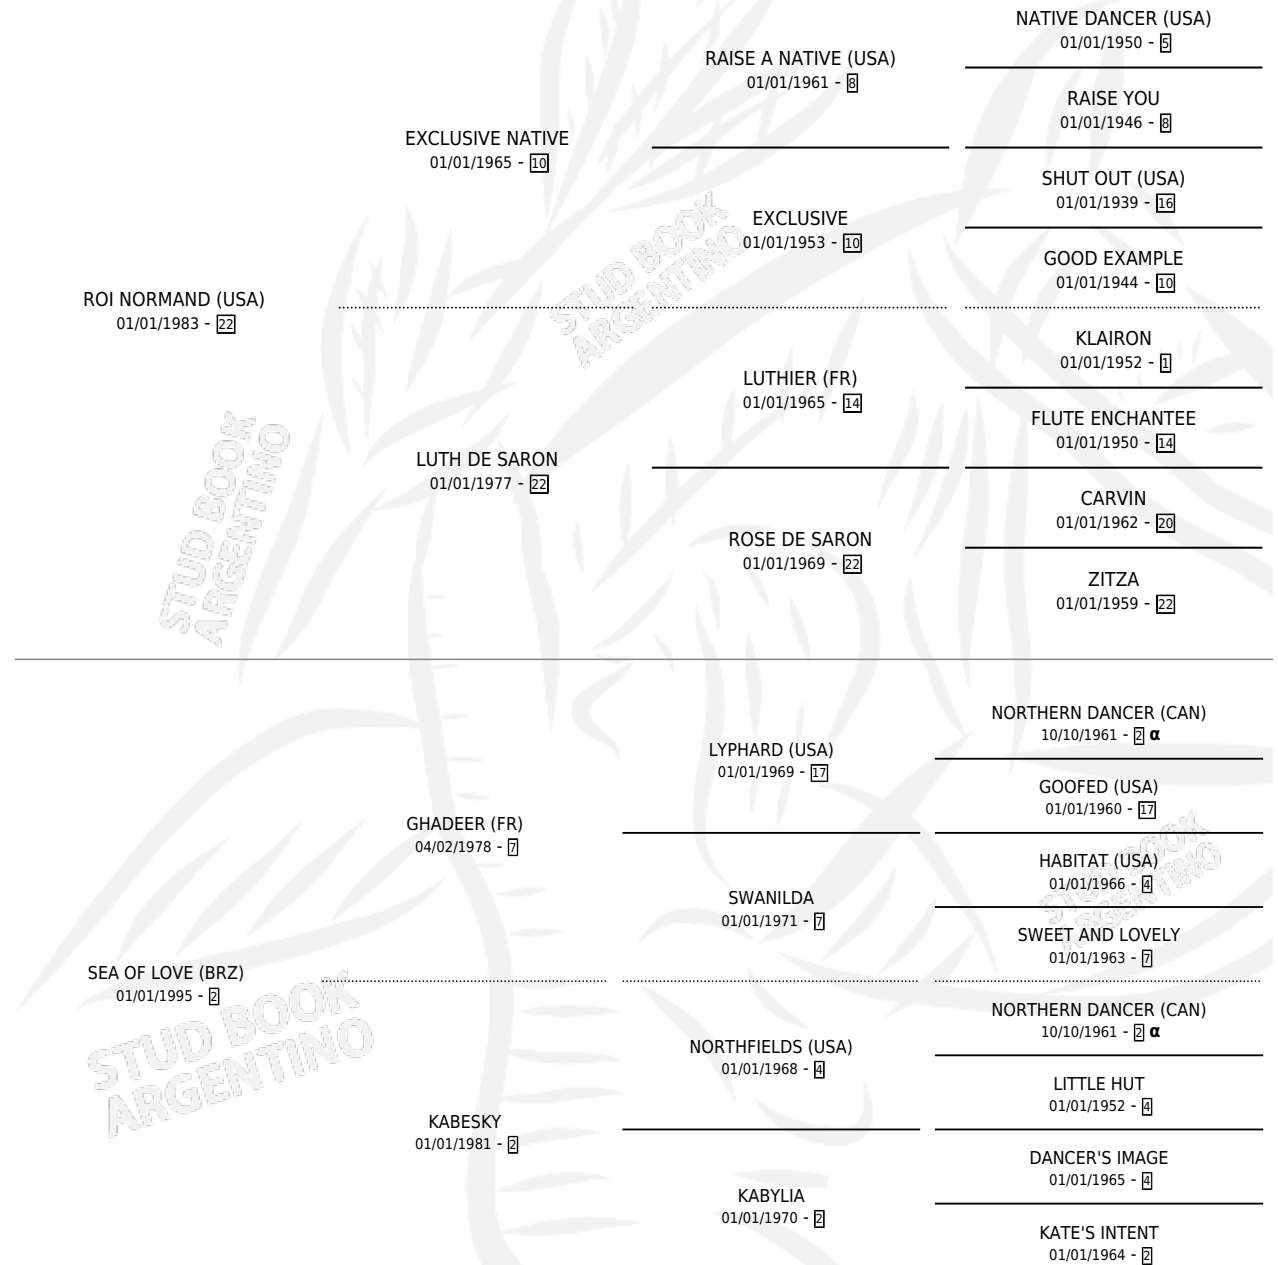 NATIVE DANCER (USA)
01/01/1950 - 5
RAISE A NATIVE (USA)
01/01/1961 - 8
RAISE YOU
01/01/1946 - 8
EXCLUSIVE NATIVE
01/01/1965 - 10
SHUT OUT (USA)
01/01/1939 - 16
EXCLUSIVE
01/01/1953 - 10
GOOD EXAMPLE
01/01/1944 - 10
ROI NORMAND (USA)
01/01/1983 - 22
KLAIRON
01/01/1952 - 1
LUTHIER (FR)
01/01/1965 - 14
FLUTE ENCHANTEE
01/01/1950 - 14
LUTH DE SARON
01/01/1977 - 22
CARVIN
01/01/1962 - 20
ROSE DE SARON
01/01/1969 - 22
ZITZA
01/01/1959 - 22
NORTHERN DANCER (CAN)
10/10/1961 - 2 α
LYPHARD (USA)
01/01/1969 - 17
GOOFED (USA)
01/01/1960 - 17
GHADEER (FR)
04/02/1978 - 7
HABITAT (USA)
01/01/1966 - 4
SWANILDA
01/01/1971 - 7
SWEET AND LOVELY
01/01/1963 - 7
SEA OF LOVE (BRZ)
01/01/1995 - 2
NORTHERN DANCER (CAN)
10/10/1961 - 2 α
NORTHFIELDS (USA)
01/01/1968 - 4
LITTLE HUT
01/01/1952 - 4
KABESKY
01/01/1981 - 2
DANCER'S IMAGE
01/01/1965 - 4
KABYLIA
01/01/1970 - 2
KATE'S INTENT
01/01/1964 - 2
STUD BOOK
ARGENTINO
STUD BOOK
ARGENTINO
STUD BOOK
ARGENTINO
STUD BOOK
ARGENTINO